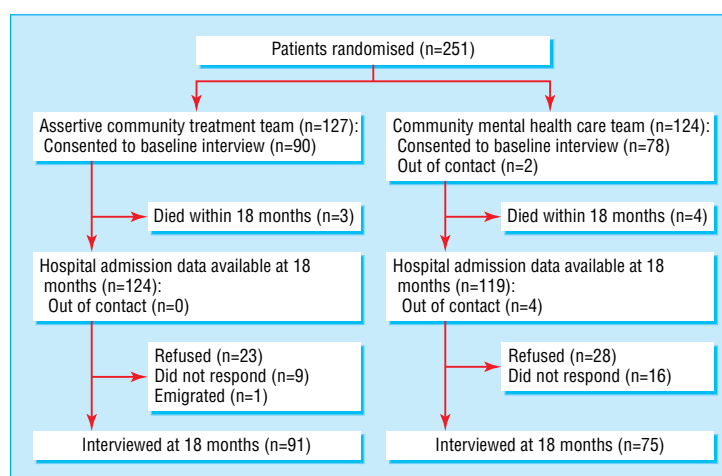 Patients randomised (n=251)
Assertive community treatment team (n=127):
Consented to baseline interview (n=90)
Community mental health care team (n=124):
Consented to baseline interview (n=78)
Out of contact (n=2)
Died within 18 months (n=3)
Died within 18 months (n=4)
Hospital admission data available at 18
months (n=124):
Out of contact (n=0)
Hospital admission data available at 18
months (n=119):
Out of contact (n=4)
Refused (n=23)
Did not respond (n=9)
Emigrated (n=1)
Refused (n=28)
Did not respond (n=16)
Interviewed at 18 months (n=91)
Interviewed at 18 months (n=75)